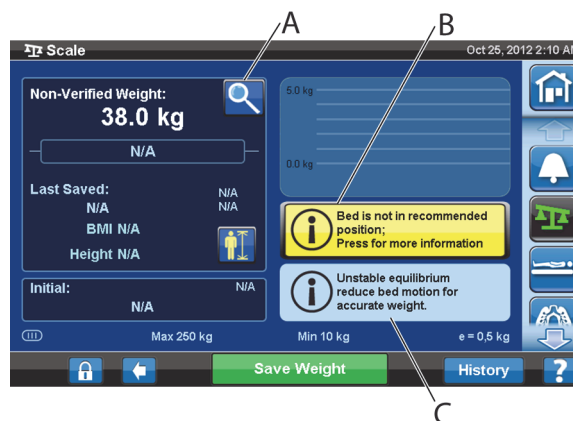 A
B
Scale
Oct 25, 2012 2:10 AM
Non-Verified Weight:
38.0 kg
N/A
Last Saved:
N/A
N/A
N/A
BMI N/A
Height N/A
Initial:
N/A
N/A
5.0 kg
0.0 kg
Bed is not in recommended
position;
Press for more information
Unstable equilibrium
reduce bed motion for
accurate weight.
Max 250 kg
Min 10 kg
e = 0,5 kg
Save Weight
History
?
C